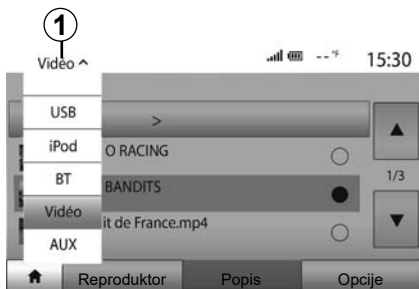 1
Vidéo ^
--°F 15:30
USB
iPod
BT
Vidéo
AUX
>
O RACING
BANDITS
it de France.mp4
1/3
Reproduktor Popis Opcije